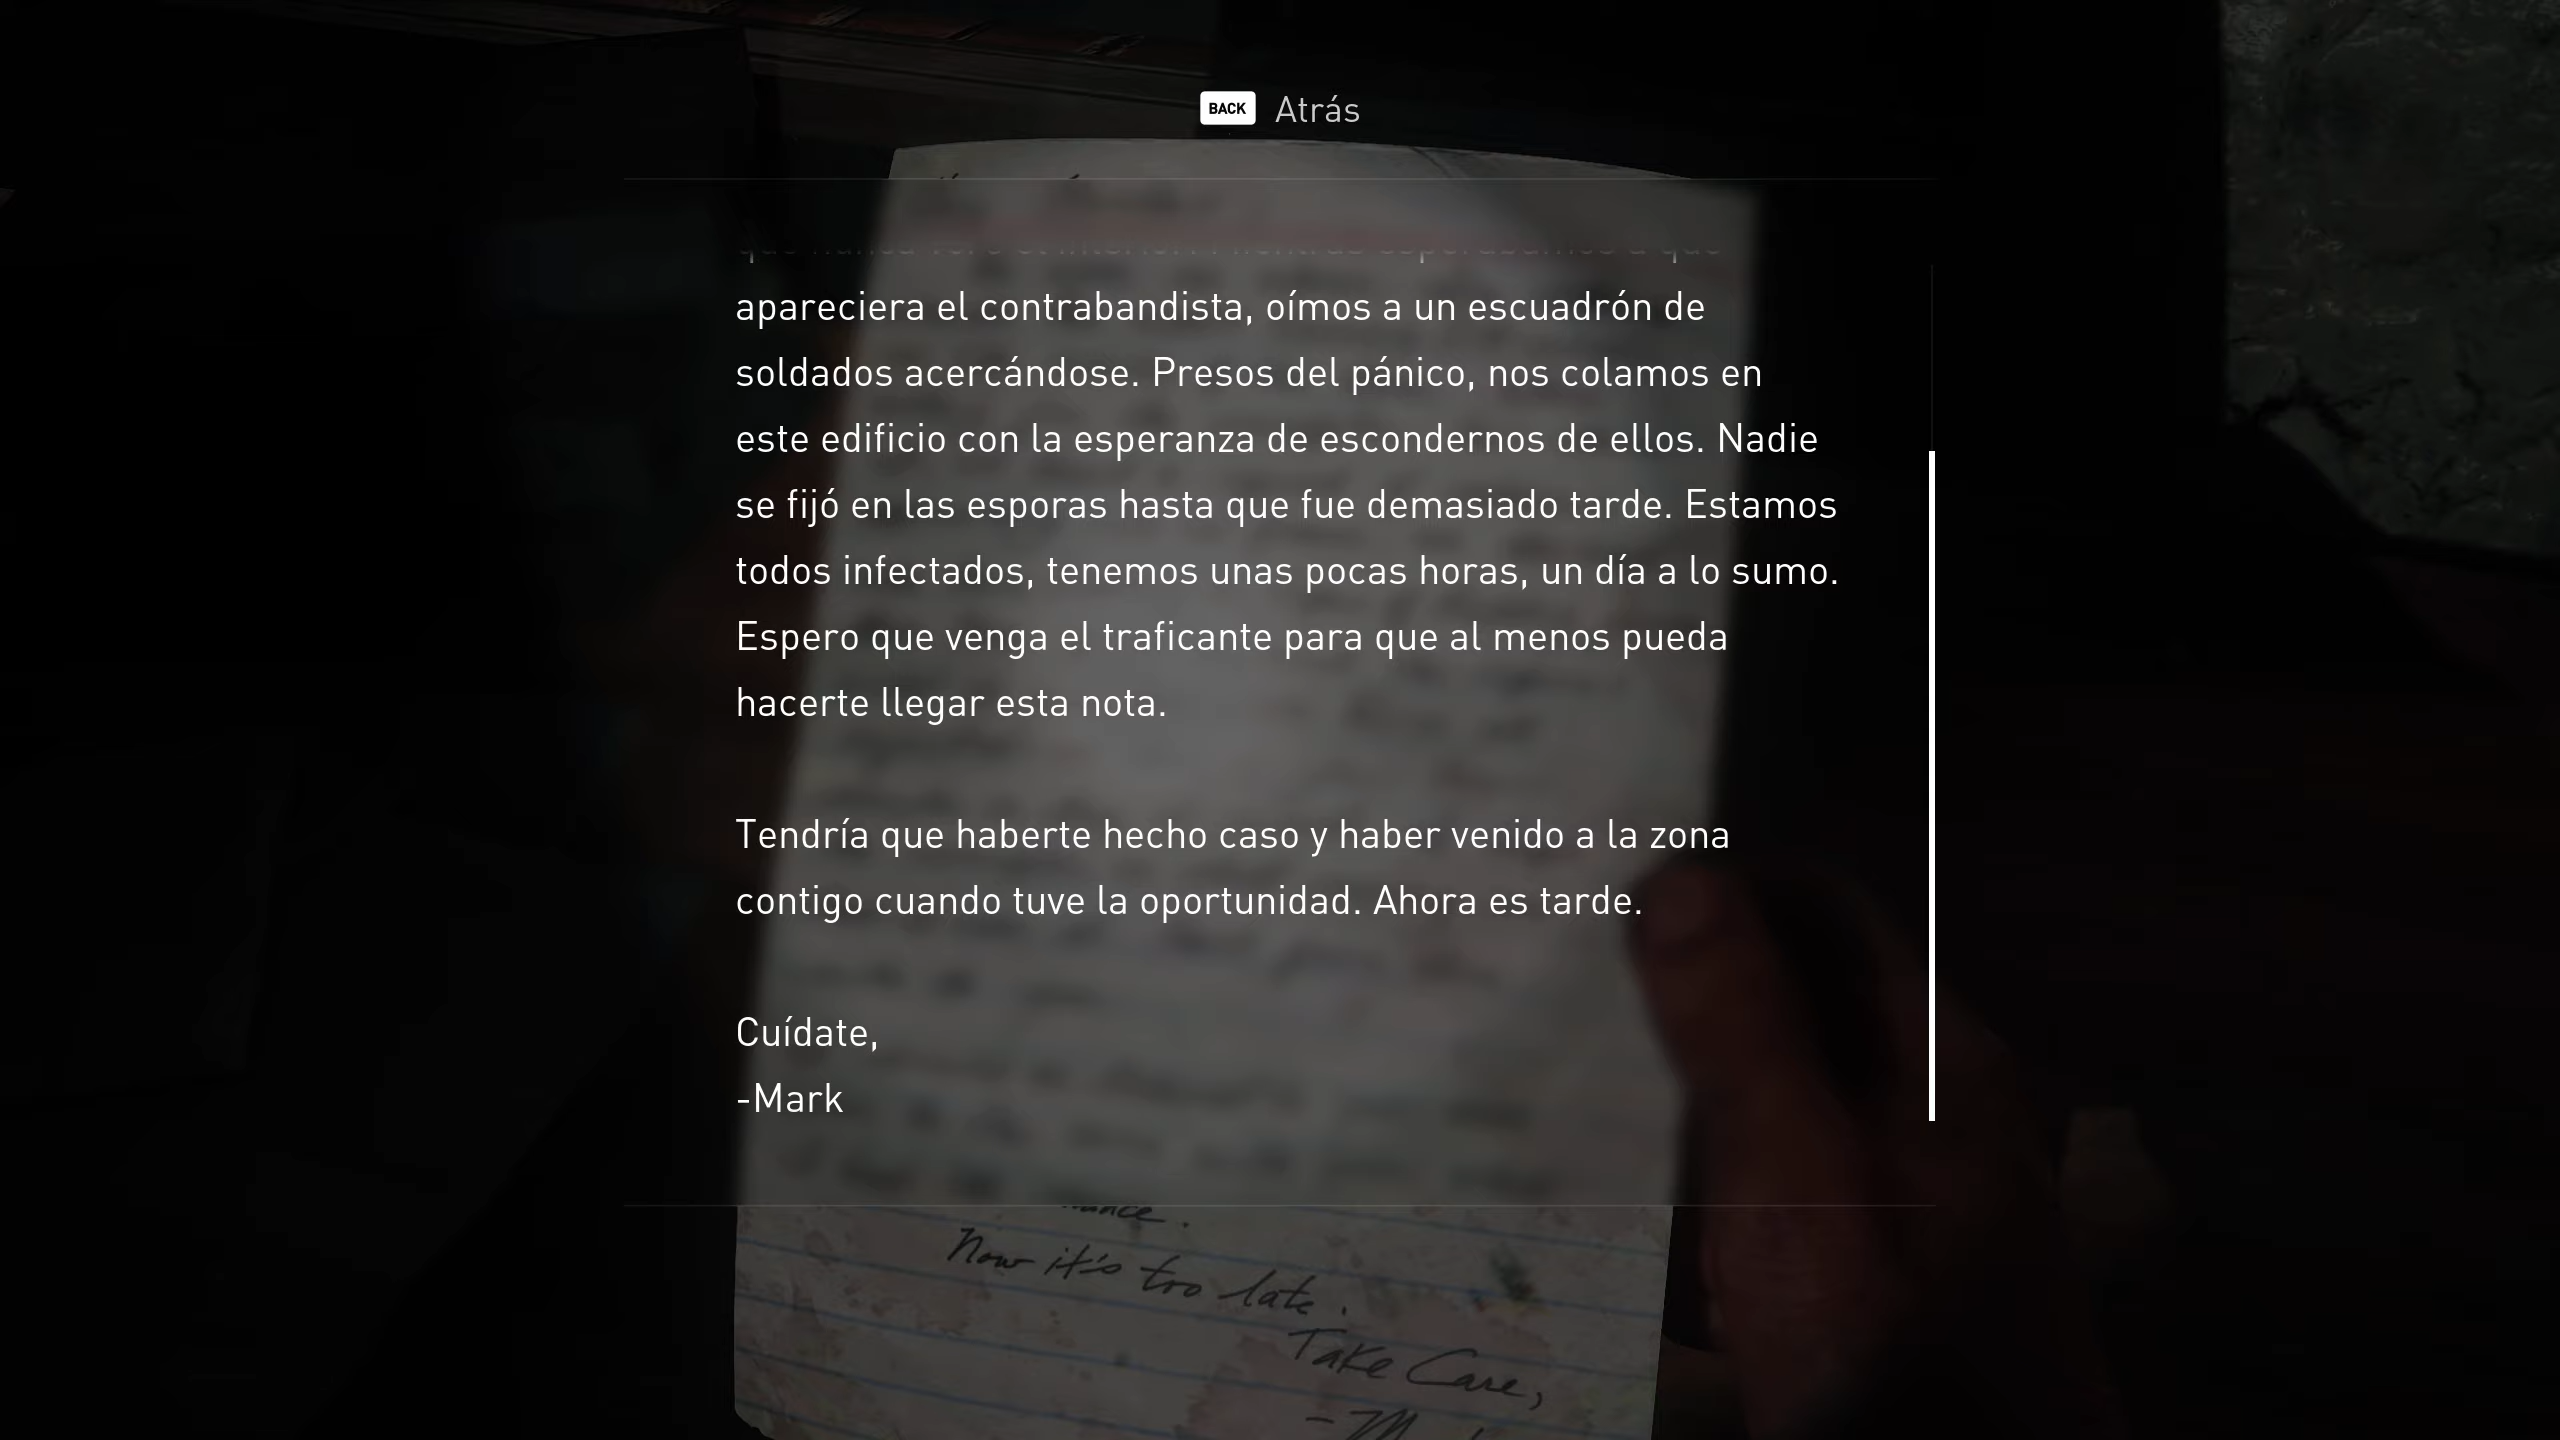 BACK Atrás
apareciera el contrabandista, oímos a un escuadrón de
soldados acercándose. Presos del pánico, nos colamos en
este edificio con la esperanza de escondernos de ellos. Nadie
se fijó en las esporas hasta que fue demasiado tarde. Estamos
todos infectados, tenemos unas pocas horas, un día a lo sumo.
Espero que venga el traficante para que al menos pueda
hacerte llegar esta nota.
Tendría que haberte hecho caso y haber venido a la zona
contigo cuando tuve la oportunidad. Ahora es tarde.
Cuídate,
-Mark
Now it's too late.
Take Care,